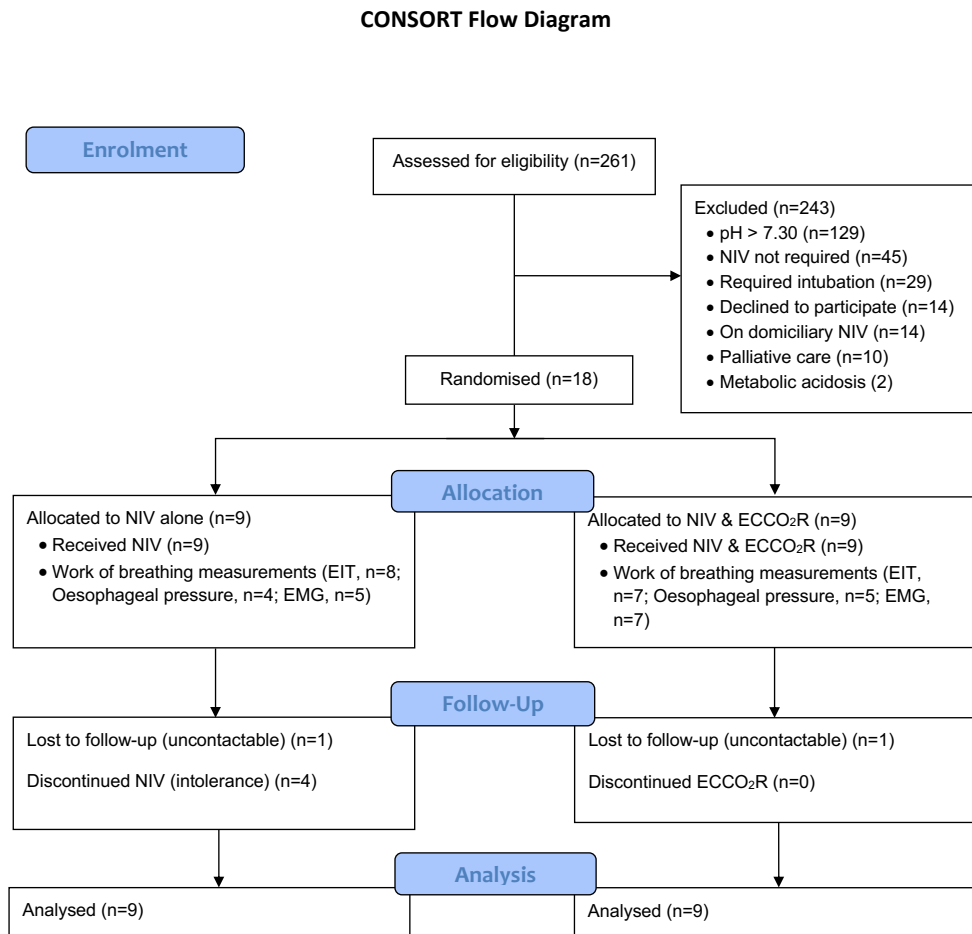 CONSORT Flow Diagram
Enrolment
Assessed for eligibility (n=261)
Excluded (n=243)
• pH > 7.30 (n=129)
• NIV not required (n=45)
• Required intubation (n=29)
• Declined to participate (n=14)
• On domiciliary NIV (n=14)
• Palliative care (n=10)
• Metabolic acidosis (2)
Randomised (n=18)
Allocation
Allocated to NIV alone (n=9)
• Received NIV (n=9)
• Work of breathing measurements (EIT, n=8;
Oesophageal pressure, n=4; EMG, n=5)
Allocated to NIV & ECCO₂R (n=9)
• Received NIV & ECCO₂R (n=9)
• Work of breathing measurements (EIT,
n=7; Oesophageal pressure, n=5; EMG,
n=7)
Follow-Up
Lost to follow-up (uncontactable) (n=1)
Discontinued NIV (intolerance) (n=4)
Lost to follow-up (uncontactable) (n=1)
Discontinued ECCO₂R (n=0)
Analysis
Analysed (n=9)
Analysed (n=9)